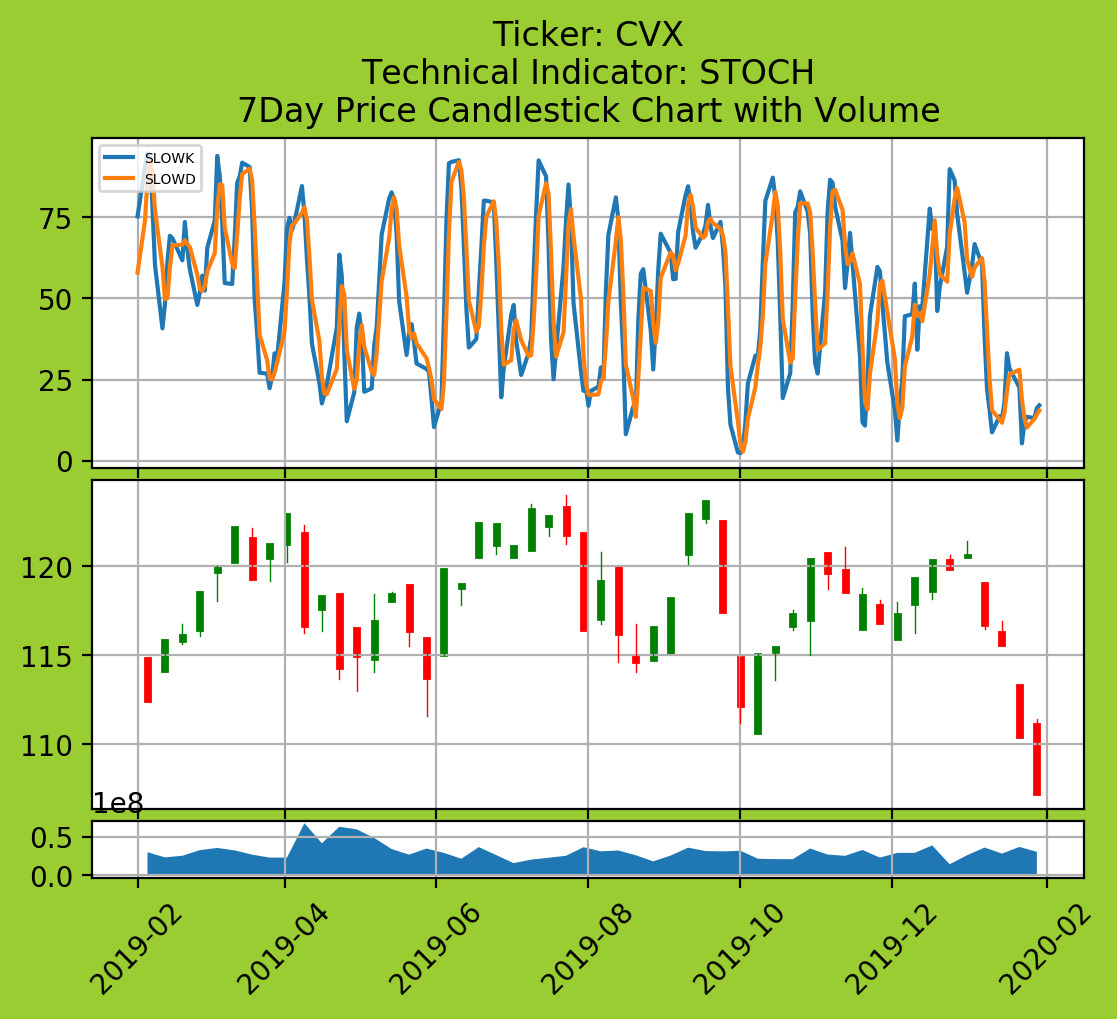 Ticker: CVX
Technical Indicator: STOCH
7Day Price Candlestick Chart with Volume
SLOWK
SLOWD
75
50
25
0
120
115
110
1e8
0.5
0.0
2019-02
2019-04
2019-06
2019-08
2019-10
2019-12
2020-02